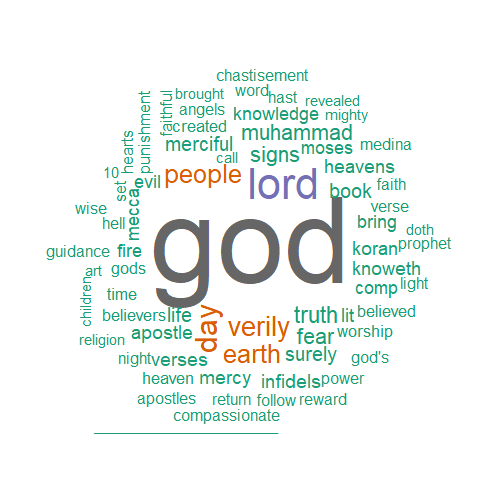 chastisement
brought word
hast revealed
angels
faithful
punishment
knowledge mighty
created
muhammad
merciful
call
signs moses medina
hearts
10
set evil people lord heavens
book faith
wise
mecca
verse
hell
god
bring doth
koran prophet
guidance fire
art gods
knoweth
comp light
children
time
believers life
day
verily truth lit believed
religion
apostle
fear worship
night verses earth surely god's
heaven mercy infidels power
apostles return follow reward
compassionate